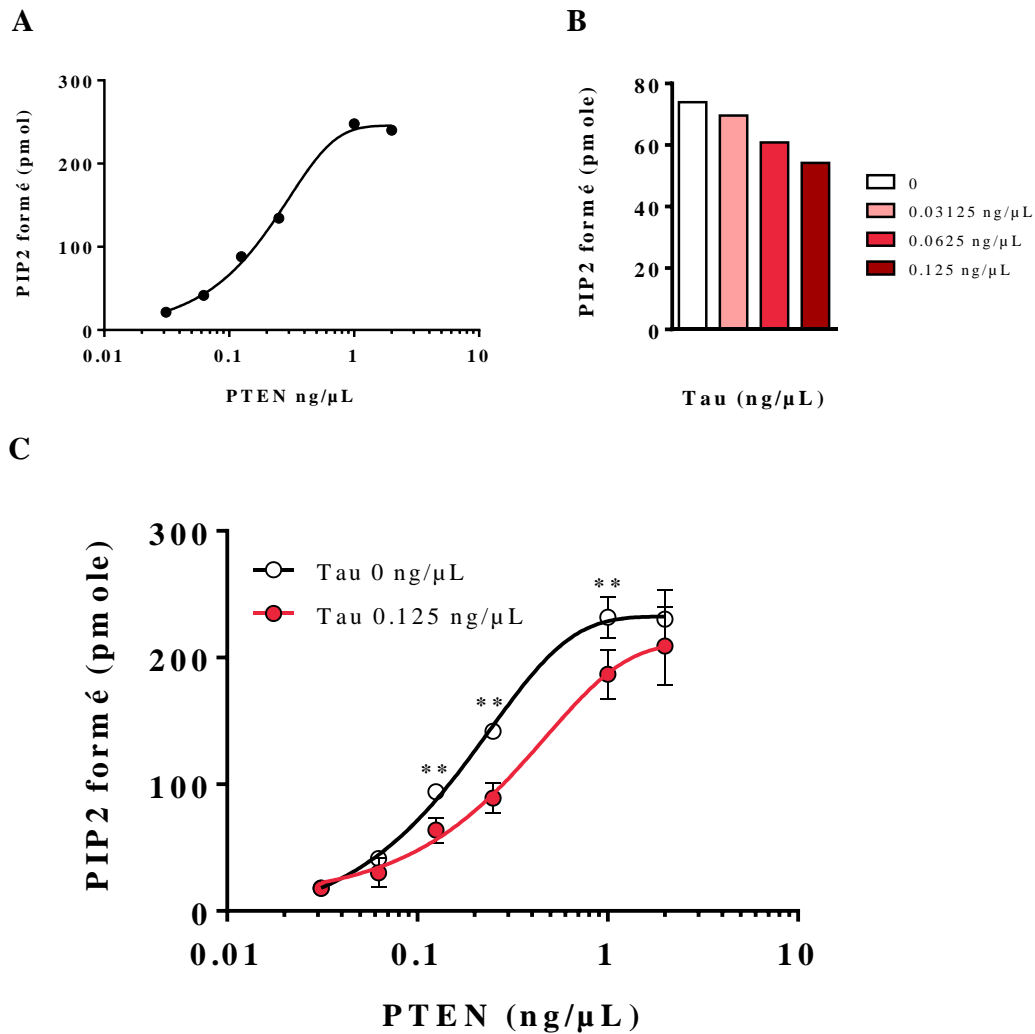 A
300
200
100
0
PIP2 formé (pmol)
0.01
0.1
1
10
PTEN ng/µL
B
80
60
40
20
0
PIP2 formé (pmole)
Tau (ng/µL)
0
0.03125 ng/µL
0.0625 ng/µL
0.125 ng/µL
C
300
200
100
0
PIP2 formé (pmole)
Tau 0 ng/µL
Tau 0.125 ng/µL
**
**
**
0.01
0.1
1
10
PTEN (ng/µL)